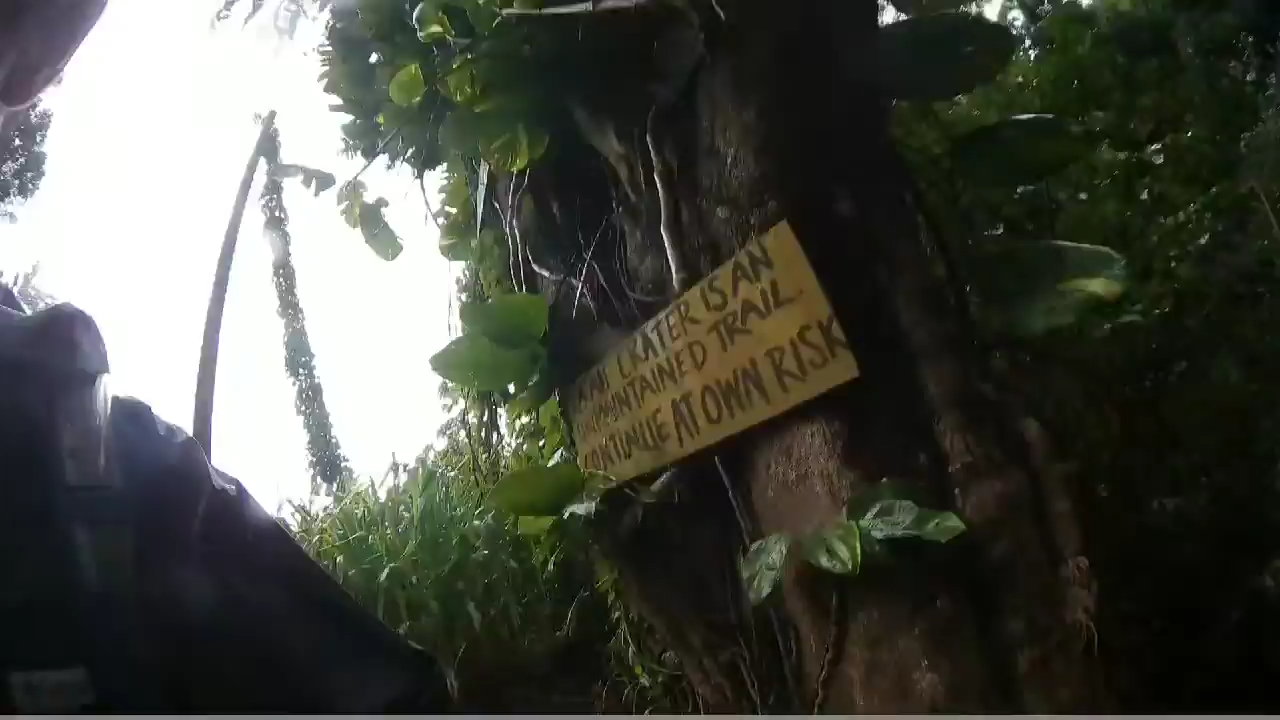 CRATER IS AN
UNMAINTAINED TRAIL.
CONTINUE AT OWN RISK